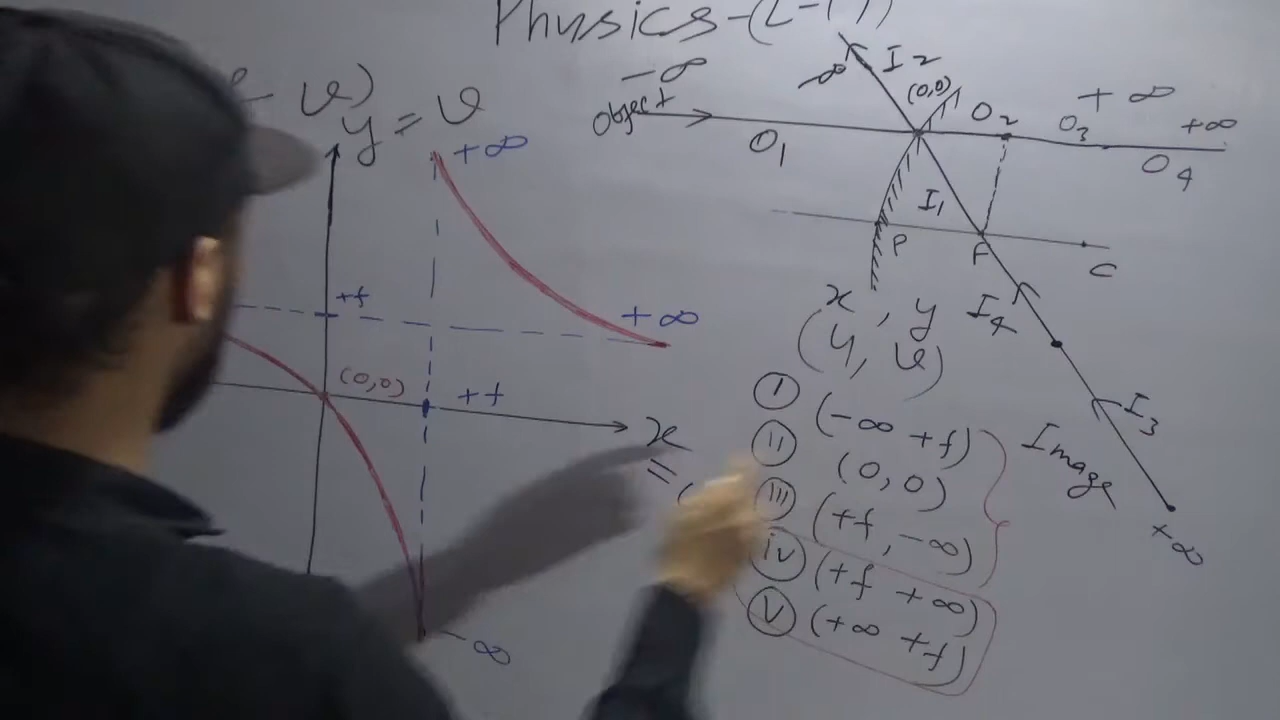 Physics-(L-17)
- v)
y = v
+∞
+f
(0,0)
+f
+∞
-∞
x
=
-∞
Object
O₁
-∞
I₂
(0,0)
O₂
+∞
O₃
+∞
O₄
I₁
P
F
C
I₄
I₃
Image
+∞
x , y
(u, v)
(i) (-∞ +f)
(ii) (0, 0)
(iii) (+f , -∞)
(iv) (+f +∞)
(v) (+∞ +f)